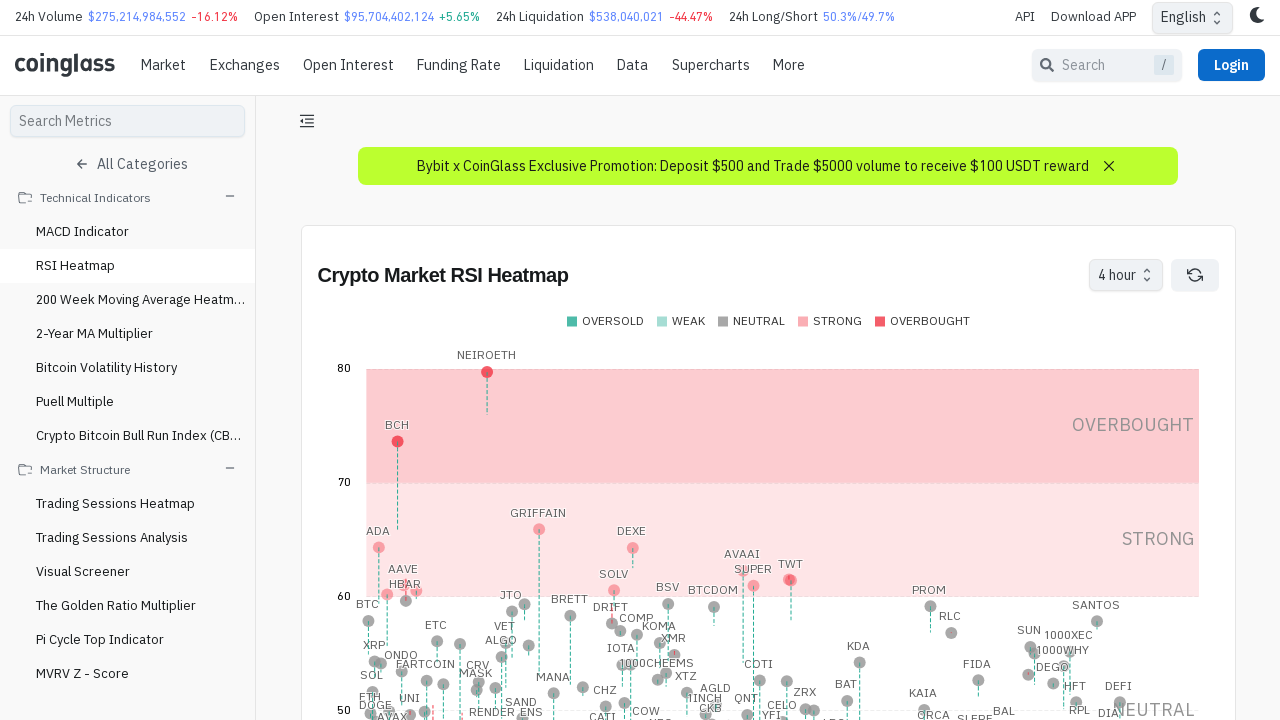 24h Volume $275,214,984,552 -16.12% Open Interest $95,704,402,124 +5.65% 24h Liquidation $538,040,021 -44.47% 24h Long/Short 50.3%/49.7% API Download APP English
coinglass Market Exchanges Open Interest Funding Rate Liquidation Data Supercharts More Search / Login
Search Metrics
All Categories
Technical Indicators
MACD Indicator
RSI Heatmap
200 Week Moving Average Heatm...
2-Year MA Multiplier
Bitcoin Volatility History
Puell Multiple
Crypto Bitcoin Bull Run Index (CB...
Market Structure
Trading Sessions Heatmap
Trading Sessions Analysis
Visual Screener
The Golden Ratio Multiplier
Pi Cycle Top Indicator
MVRV Z - Score
Bybit x CoinGlass Exclusive Promotion: Deposit $500 and Trade $5000 volume to receive $100 USDT reward
Crypto Market RSI Heatmap 4 hour
OVERSOLD WEAK NEUTRAL STRONG OVERBOUGHT
NEIROETH
80
BCH OVERBOUGHT
70
GRIFFAIN
ADA DEXE STRONG
AVAAI
AAVE SUPER TWT
SOLV
HBAR BSV BTCDOM PROM
60
JTO BRETT
BTC DRIFT SANTOS
COMP RLC
ETC VET KOMA SUN 1000XEC
XRP ALGO XMR KDA
IOTA 1000WHY
ONDO
FARTCOIN CRV 1000CHEEMS COTI FIDA DEGO
SOL MASK MANA XTZ
BAT HFT DEFI
ETH UNI CHZ AGLD ZRX KAIA
DOGE SAND 1INCH QNT CELO
50 AVAX RENDER ENS CATI COW CKB YFI ORCA SLERF BAL RPL DIA NEUTRAL